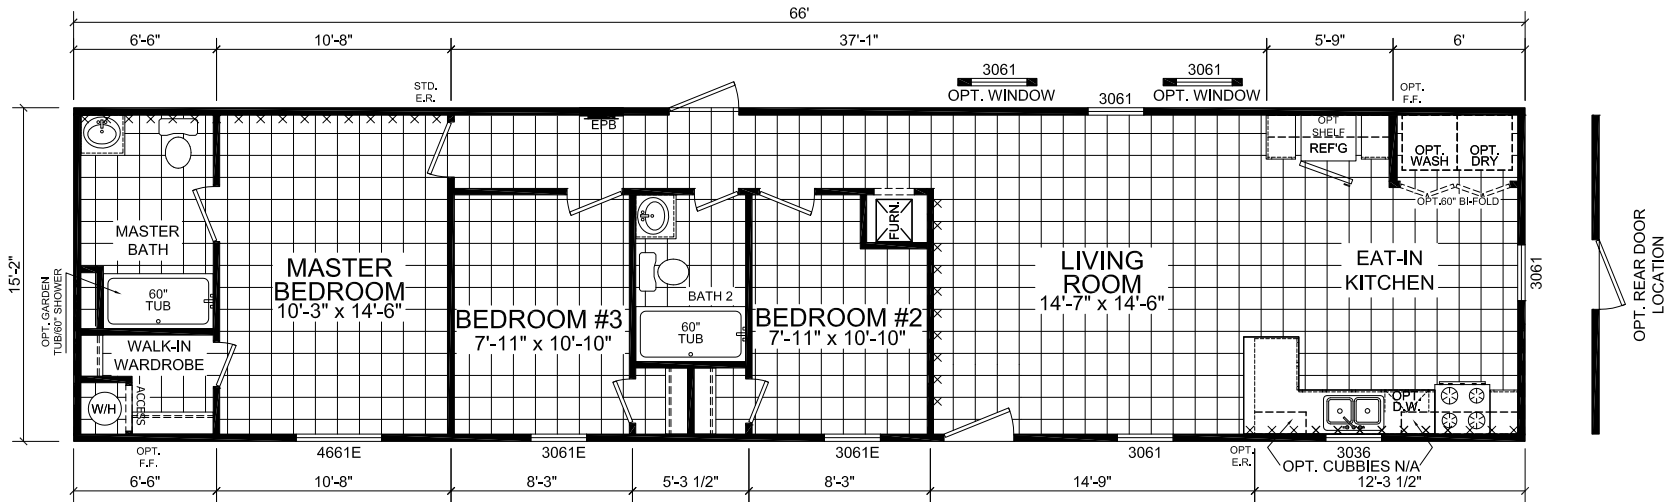 66'
6'-6"
10'-8"
37'-1"
5'-9"
6'
3061
OPT. WINDOW
3061
OPT. WINDOW
STD.
E.R.
3061
OPT.
F.F.
EPB
OPT
SHELF
REF'G
OPT.
WASH
OPT.
DRY
OPT.60" BI-FOLD
15'-2"
MASTER
BATH
OPT. GARDEN
TUB/60" SHOWER
60"
TUB
MASTER
BEDROOM
10'-3" x 14'-6"
WALK-IN
WARDROBE
W/H
ACCESS
BEDROOM #3
7'-11" x 10'-10"
BATH 2
60"
TUB
FURN.
BEDROOM #2
7'-11" x 10'-10"
LIVING
ROOM
14'-7" x 14'-6"
EAT-IN
KITCHEN
3061
OPT. REAR DOOR
LOCATION
OPT.
D.W.
OPT.
F.F.
4661E
3061E
3061E
3061
OPT.
E.R.
3036
OPT. CUBBIES N/A
6'-6"
10'-8"
8'-3"
5'-3 1/2"
8'-3"
14'-9"
12'-3 1/2"